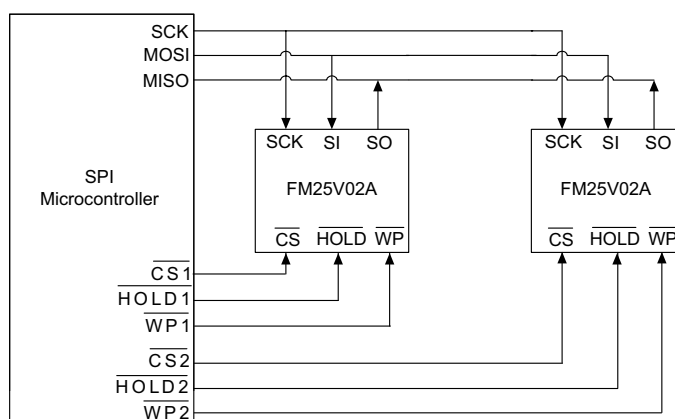 SCK
MOSI
MISO
SPI
Microcontroller
CS1
HOLD1
WP1
CS2
HOLD2
WP2
SCK SI SO
FM25V02A
CS HOLD WP
SCK SI SO
FM25V02A
CS HOLD WP